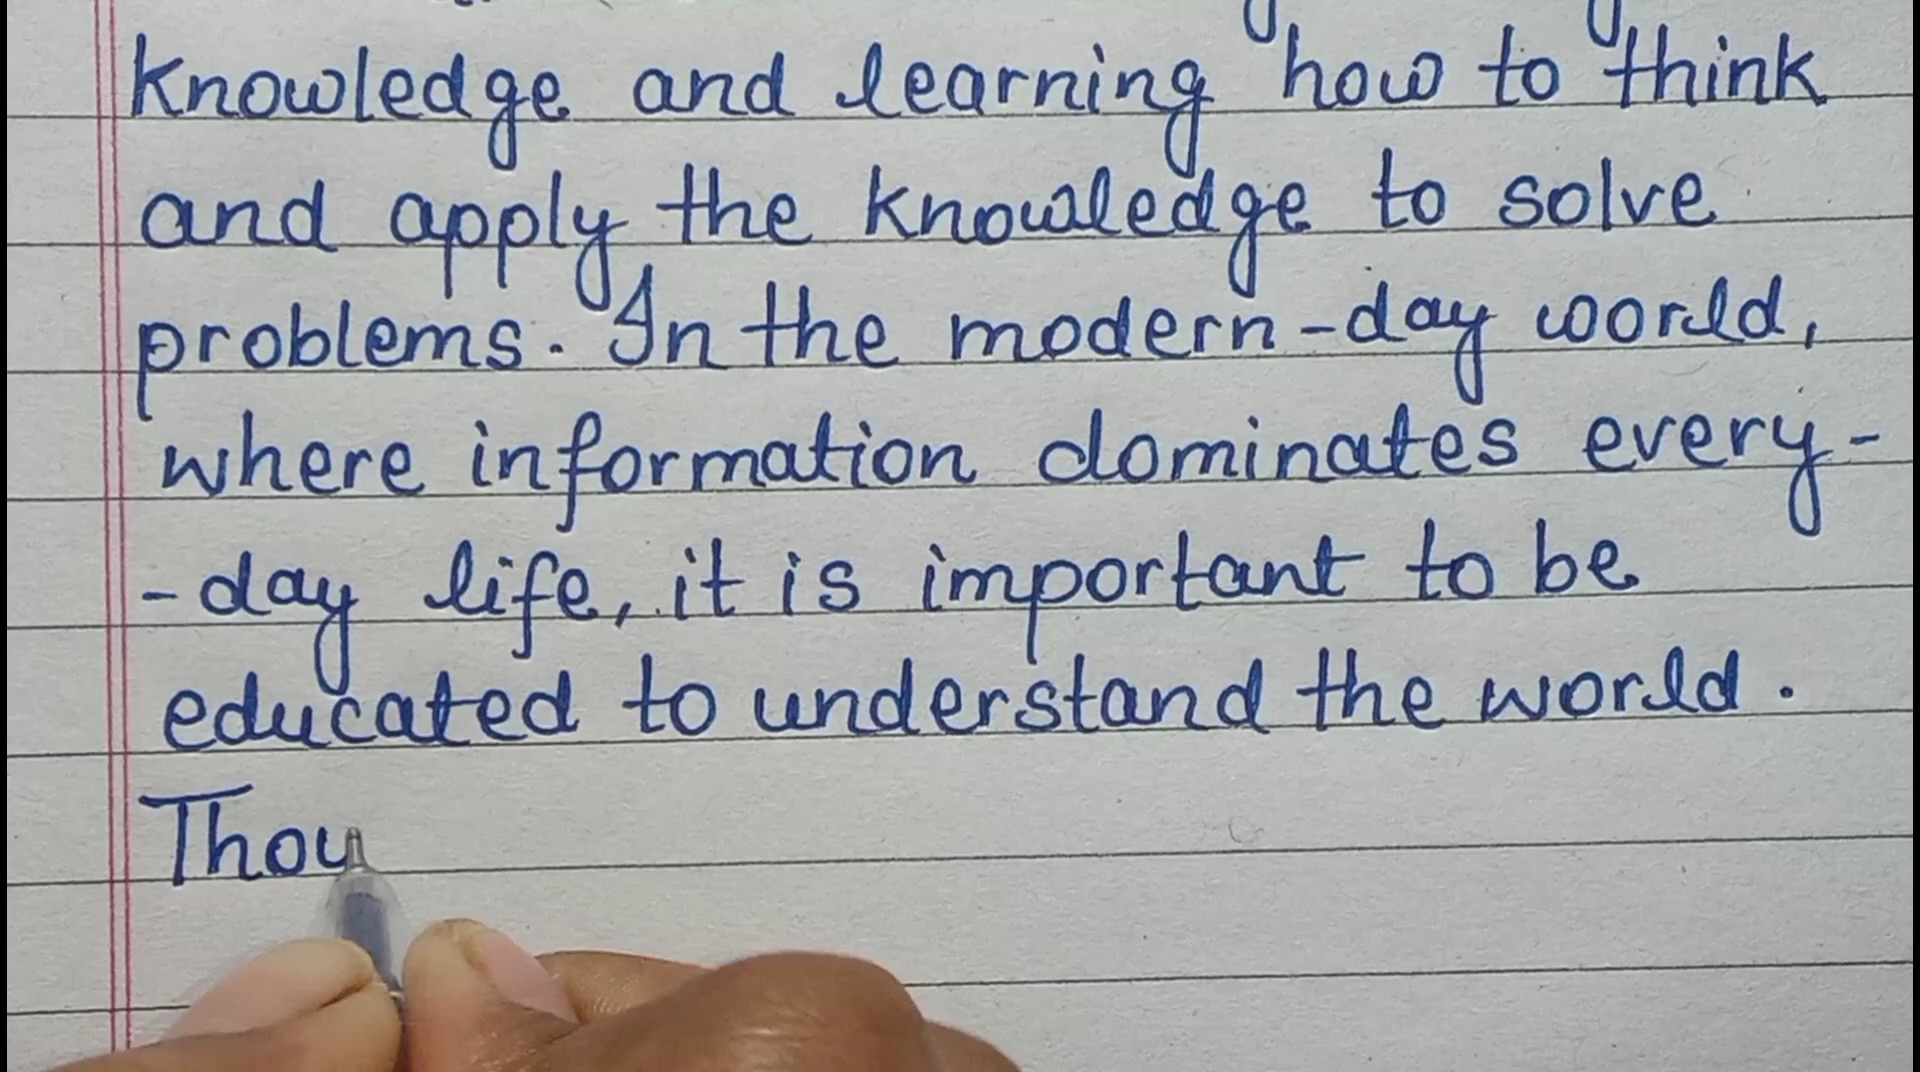 knowledge and learning how to think
and apply the knowledge to solve
problems. In the modern-day woorld,
where information dominates every-
-day life, it is important to be
educated to understand the world.
Thou